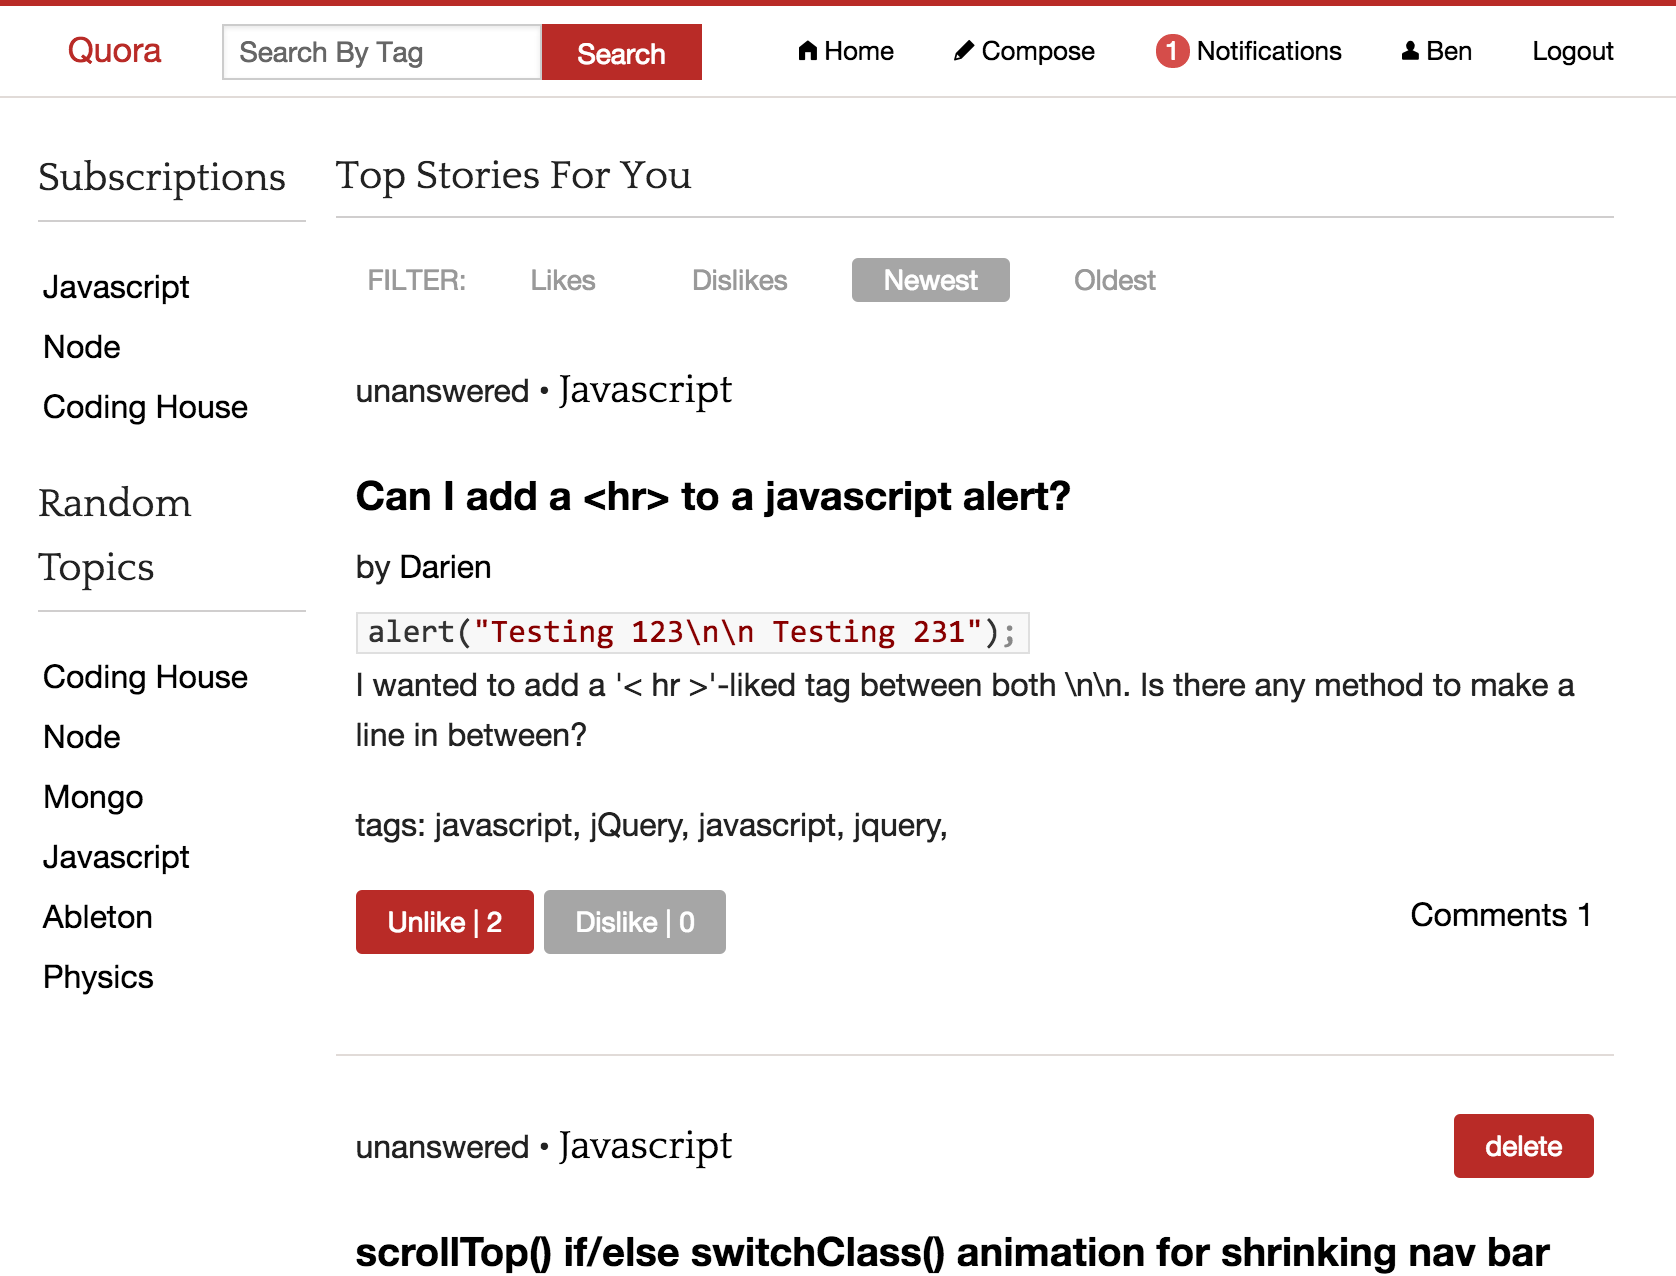 Quora
Search By Tag
Search
Home
Compose
1 Notifications
Ben
Logout
Subscriptions
Javascript
Node
Coding House
Random
Topics
Coding House
Node
Mongo
Javascript
Ableton
Physics
Top Stories For You
FILTER: Likes Dislikes Newest Oldest
unanswered • Javascript
Can I add a <hr> to a javascript alert?
by Darien
alert("Testing 123\n\n Testing 231");
I wanted to add a '< hr >'-liked tag between both \n\n. Is there any method to make a
line in between?
tags: javascript, jQuery, javascript, jquery,
Unlike | 2
Dislike | 0
Comments 1
unanswered • Javascript
delete
scrollTop() if/else switchClass() animation for shrinking nav bar